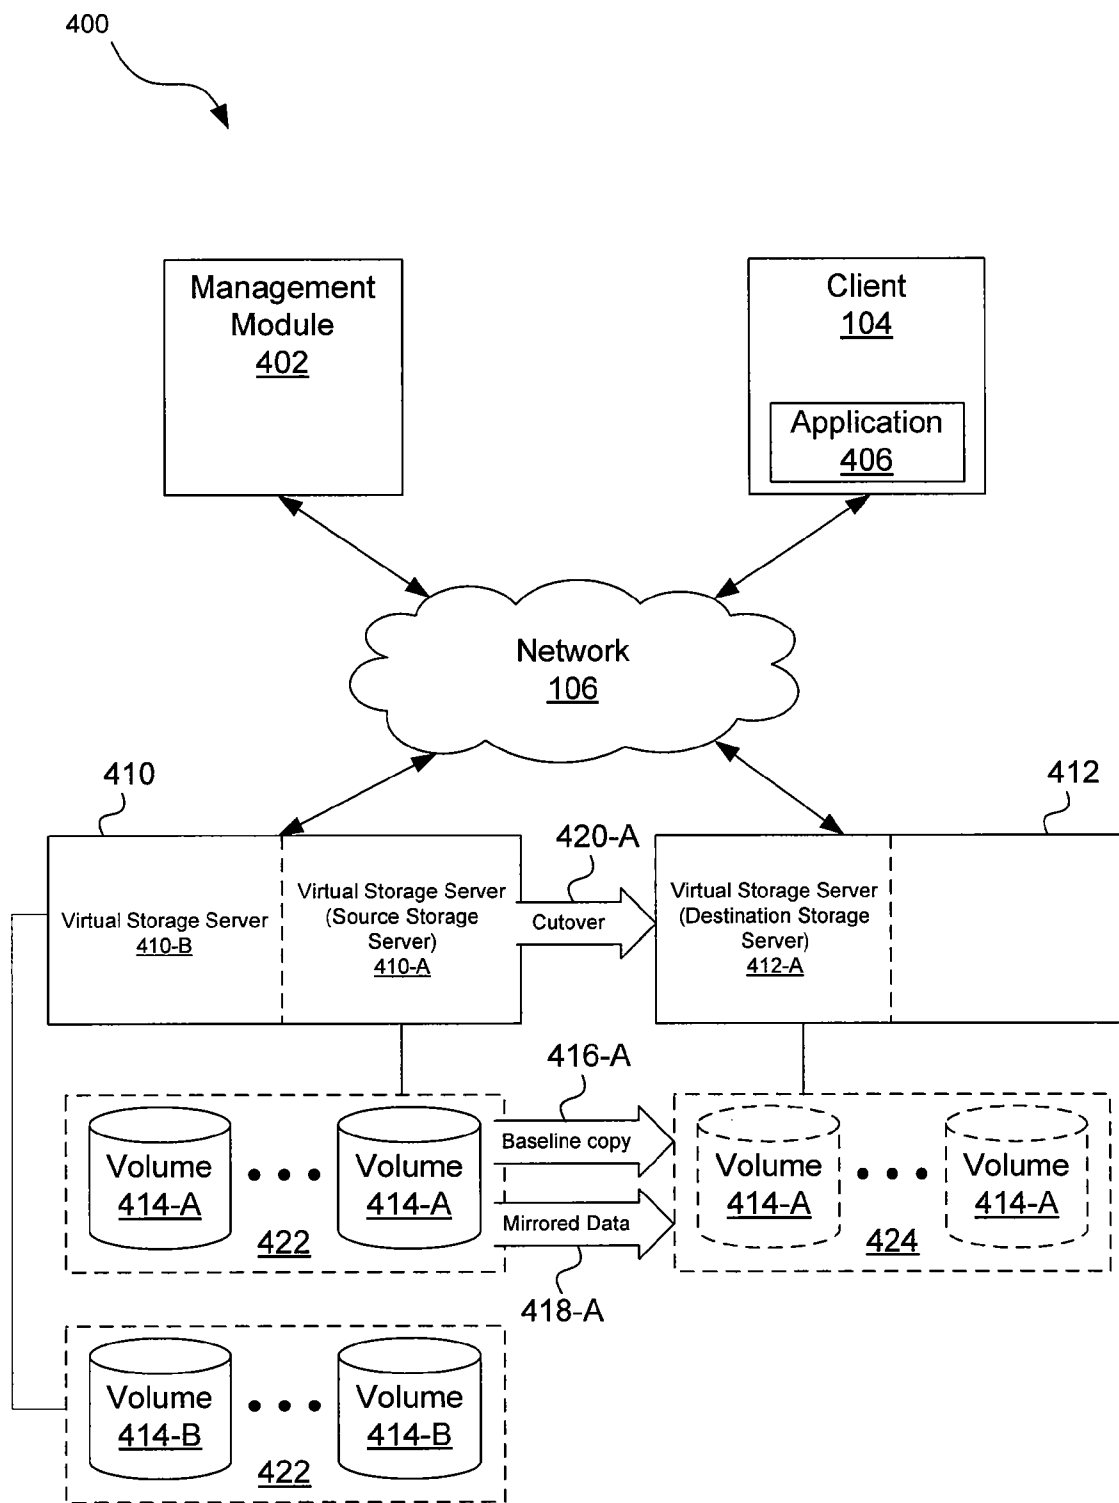 400
Management
Module
402
Client
104
Application
406
Network
106
410
412
420-A
Virtual Storage Server
410-B
Virtual Storage Server
(Source Storage
Server)
410-A
Cutover
Virtual Storage Server
(Destination Storage
Server)
412-A
416-A
Volume
414-A
Volume
414-A
422
Baseline copy
Mirrored Data
Volume
414-A
Volume
414-A
424
418-A
Volume
414-B
Volume
414-B
422